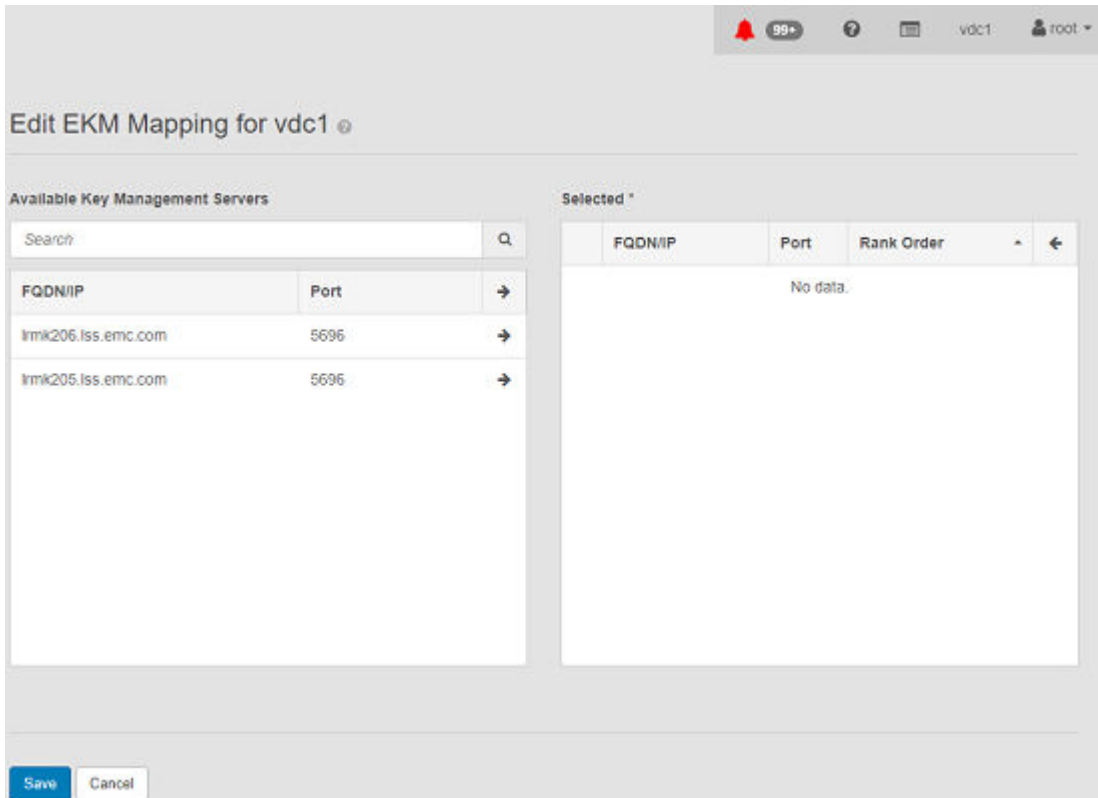 99+ vdc1 root
Edit EKM Mapping for vdc1
Available Key Management Servers
Search
FQDN/IP Port
lrmk206.lss.emc.com 5696
lrmk205.lss.emc.com 5696
Selected *
FQDN/IP Port Rank Order
No data.
Save Cancel